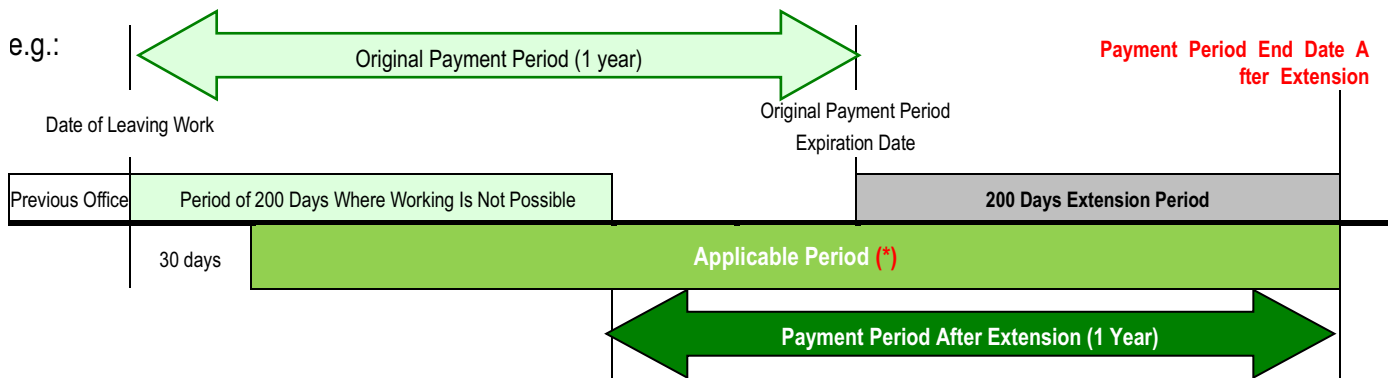 e.g.:
Original Payment Period (1 year)
Payment Period End Date A
fter Extension
Date of Leaving Work
Original Payment Period
Expiration Date
Previous Office
Period of 200 Days Where Working Is Not Possible
200 Days Extension Period
30 days
Applicable Period (*)
Payment Period After Extension (1 Year)